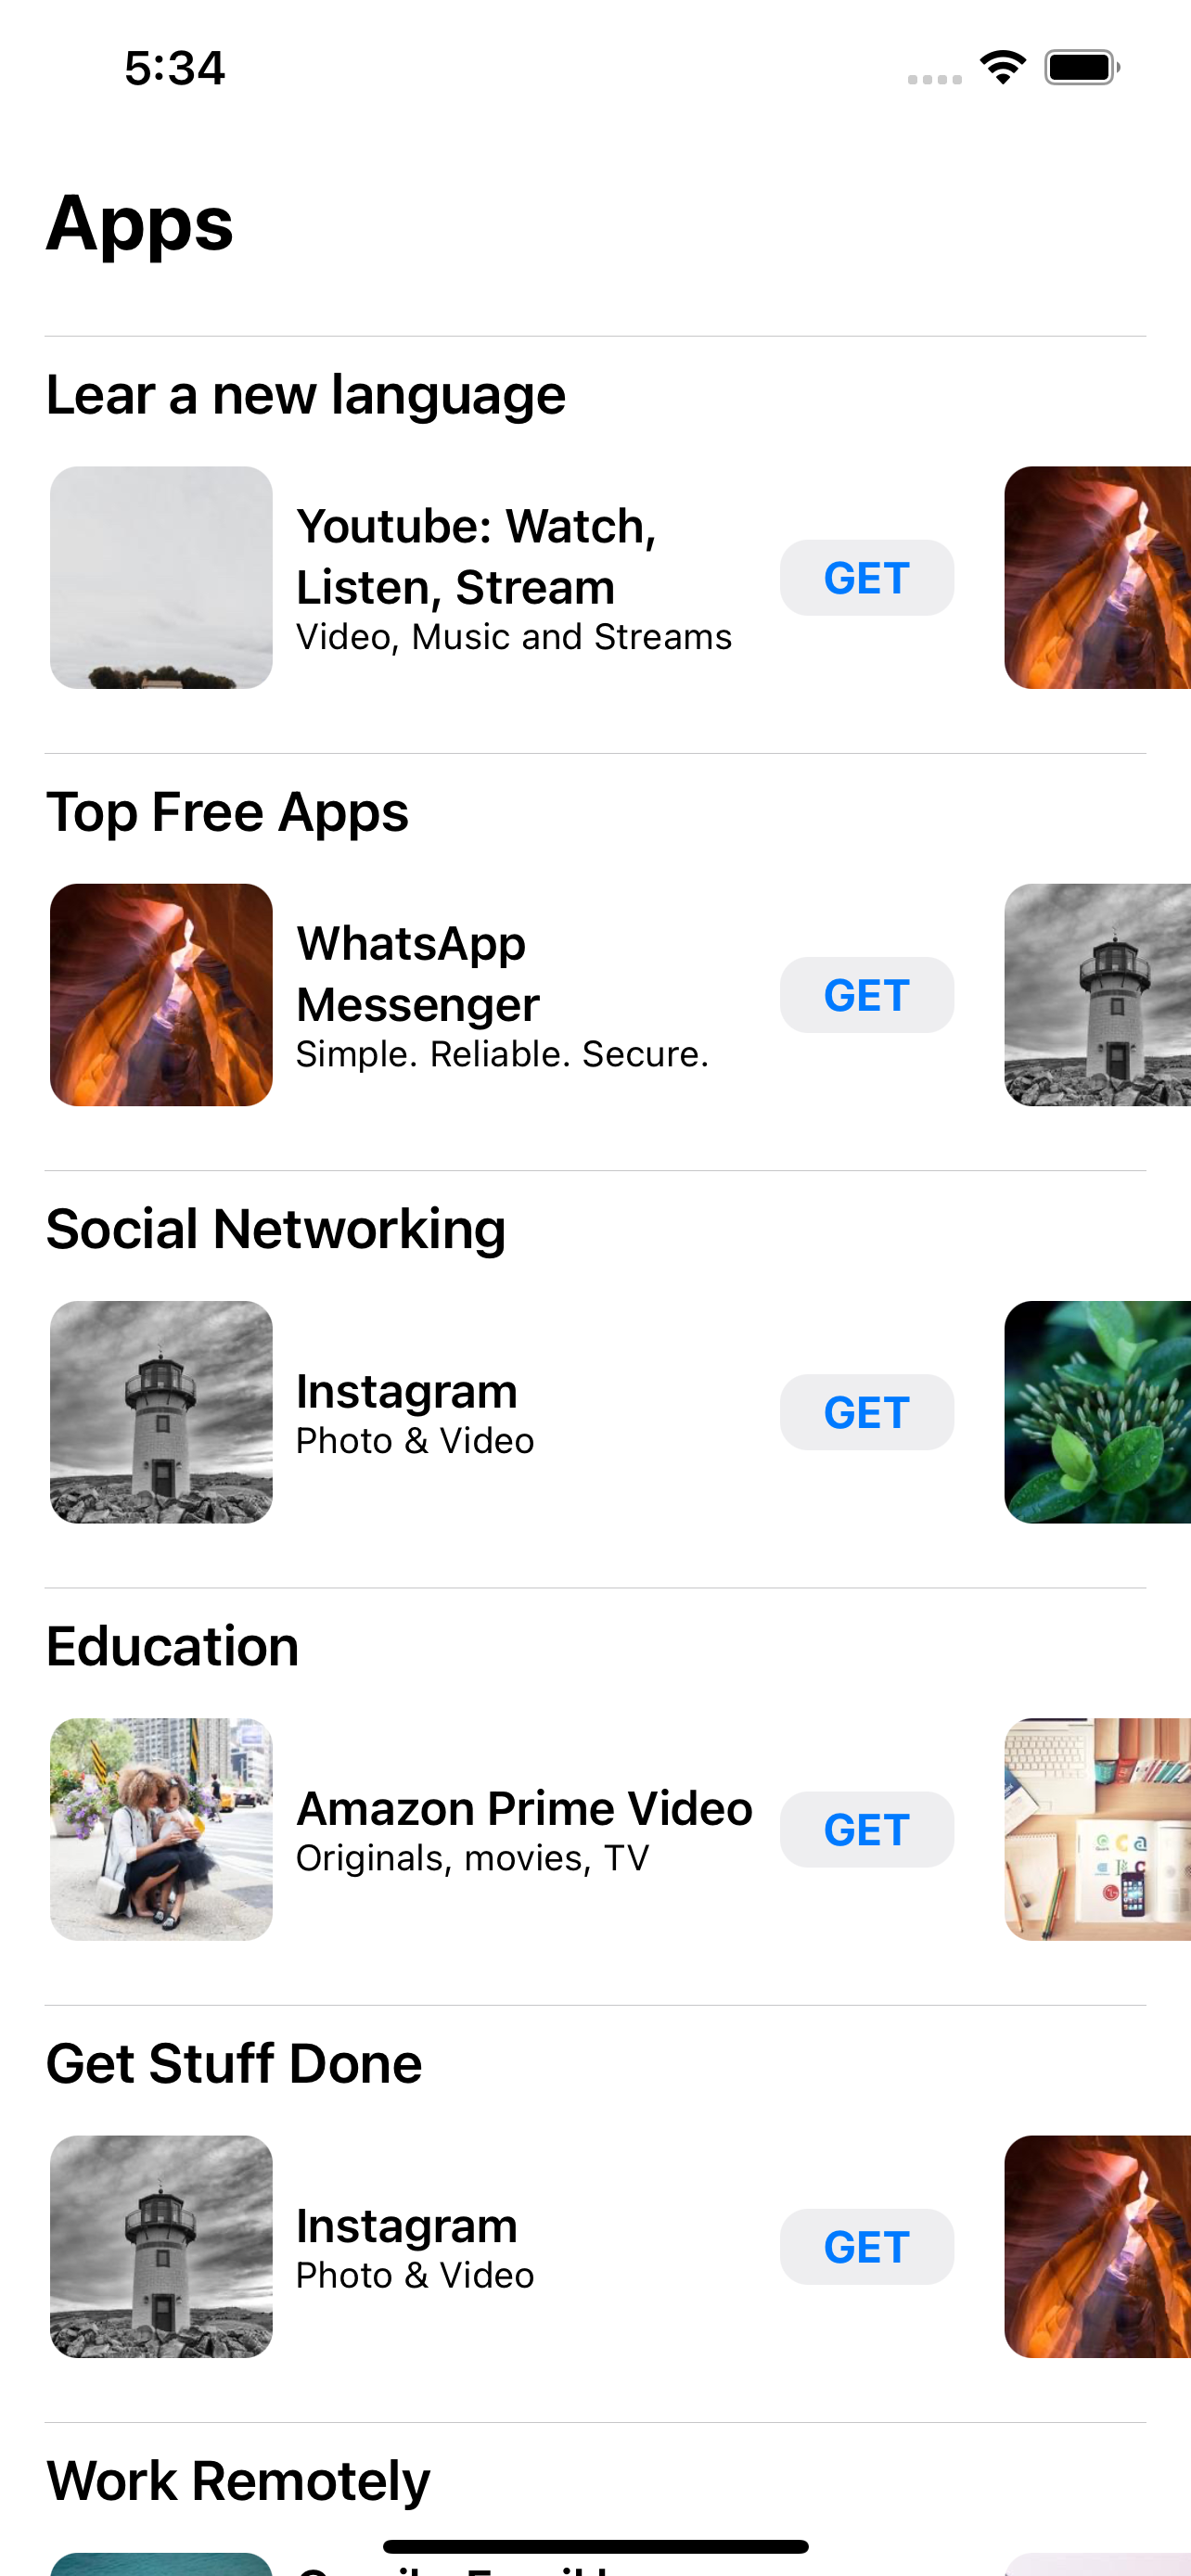 5:34
Apps
Lear a new language
Youtube: Watch,
Listen, Stream
Video, Music and Streams
GET
Top Free Apps
WhatsApp
Messenger
Simple. Reliable. Secure.
GET
Social Networking
Instagram
Photo & Video
GET
Education
Amazon Prime Video
Originals, movies, TV
GET
Get Stuff Done
Instagram
Photo & Video
GET
Work Remotely